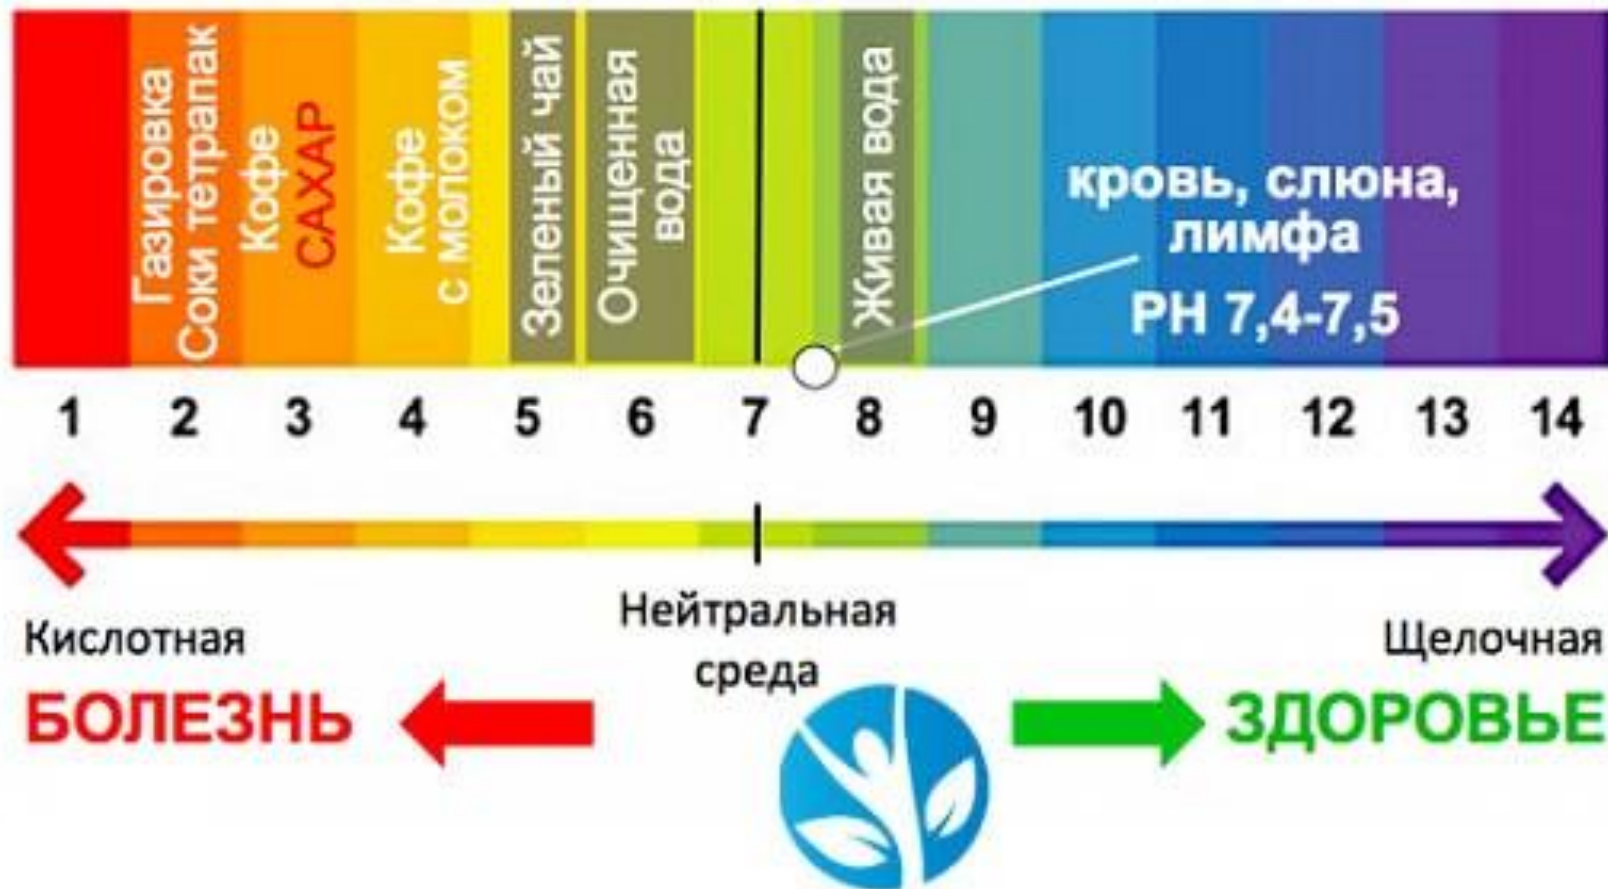 Газировка
Соки тетрапак
Кофе
САХАР
Кофе
с молоком
Зеленый чай
Очищенная
вода
Живая вода
кровь, слюна,
лимфа
РН 7,4-7,5
1 2 3 4 5 6 7 8 9 10 11 12 13 14
Кислотная
Нейтральная
среда
Щелочная
БОЛЕЗНЬ
ЗДОРОВЬЕ